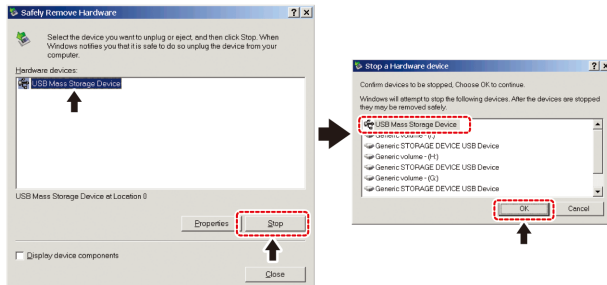 Safely Remove Hardware
Select the device you want to unplug or eject, and then click Stop. When
Windows notifies you that it is safe to do so unplug the device from your
computer.
Hardware devices:
USB Mass Storage Device
USB Mass Storage Device at Location 0
Properties
Stop
Display device components
Close
Stop a Hardware device
Confirm devices to be stopped, Choose OK to continue.
Windows will attempt to stop the following devices. After the devices are stopped
they may be removed safely.
USB Mass Storage Device
Generic volume - (I:)
Generic STORAGE DEVICE USB Device
Generic volume - (H:)
Generic STORAGE DEVICE USB Device
Generic volume - (G:)
Generic STORAGE DEVICE USB Device
OK
Cancel